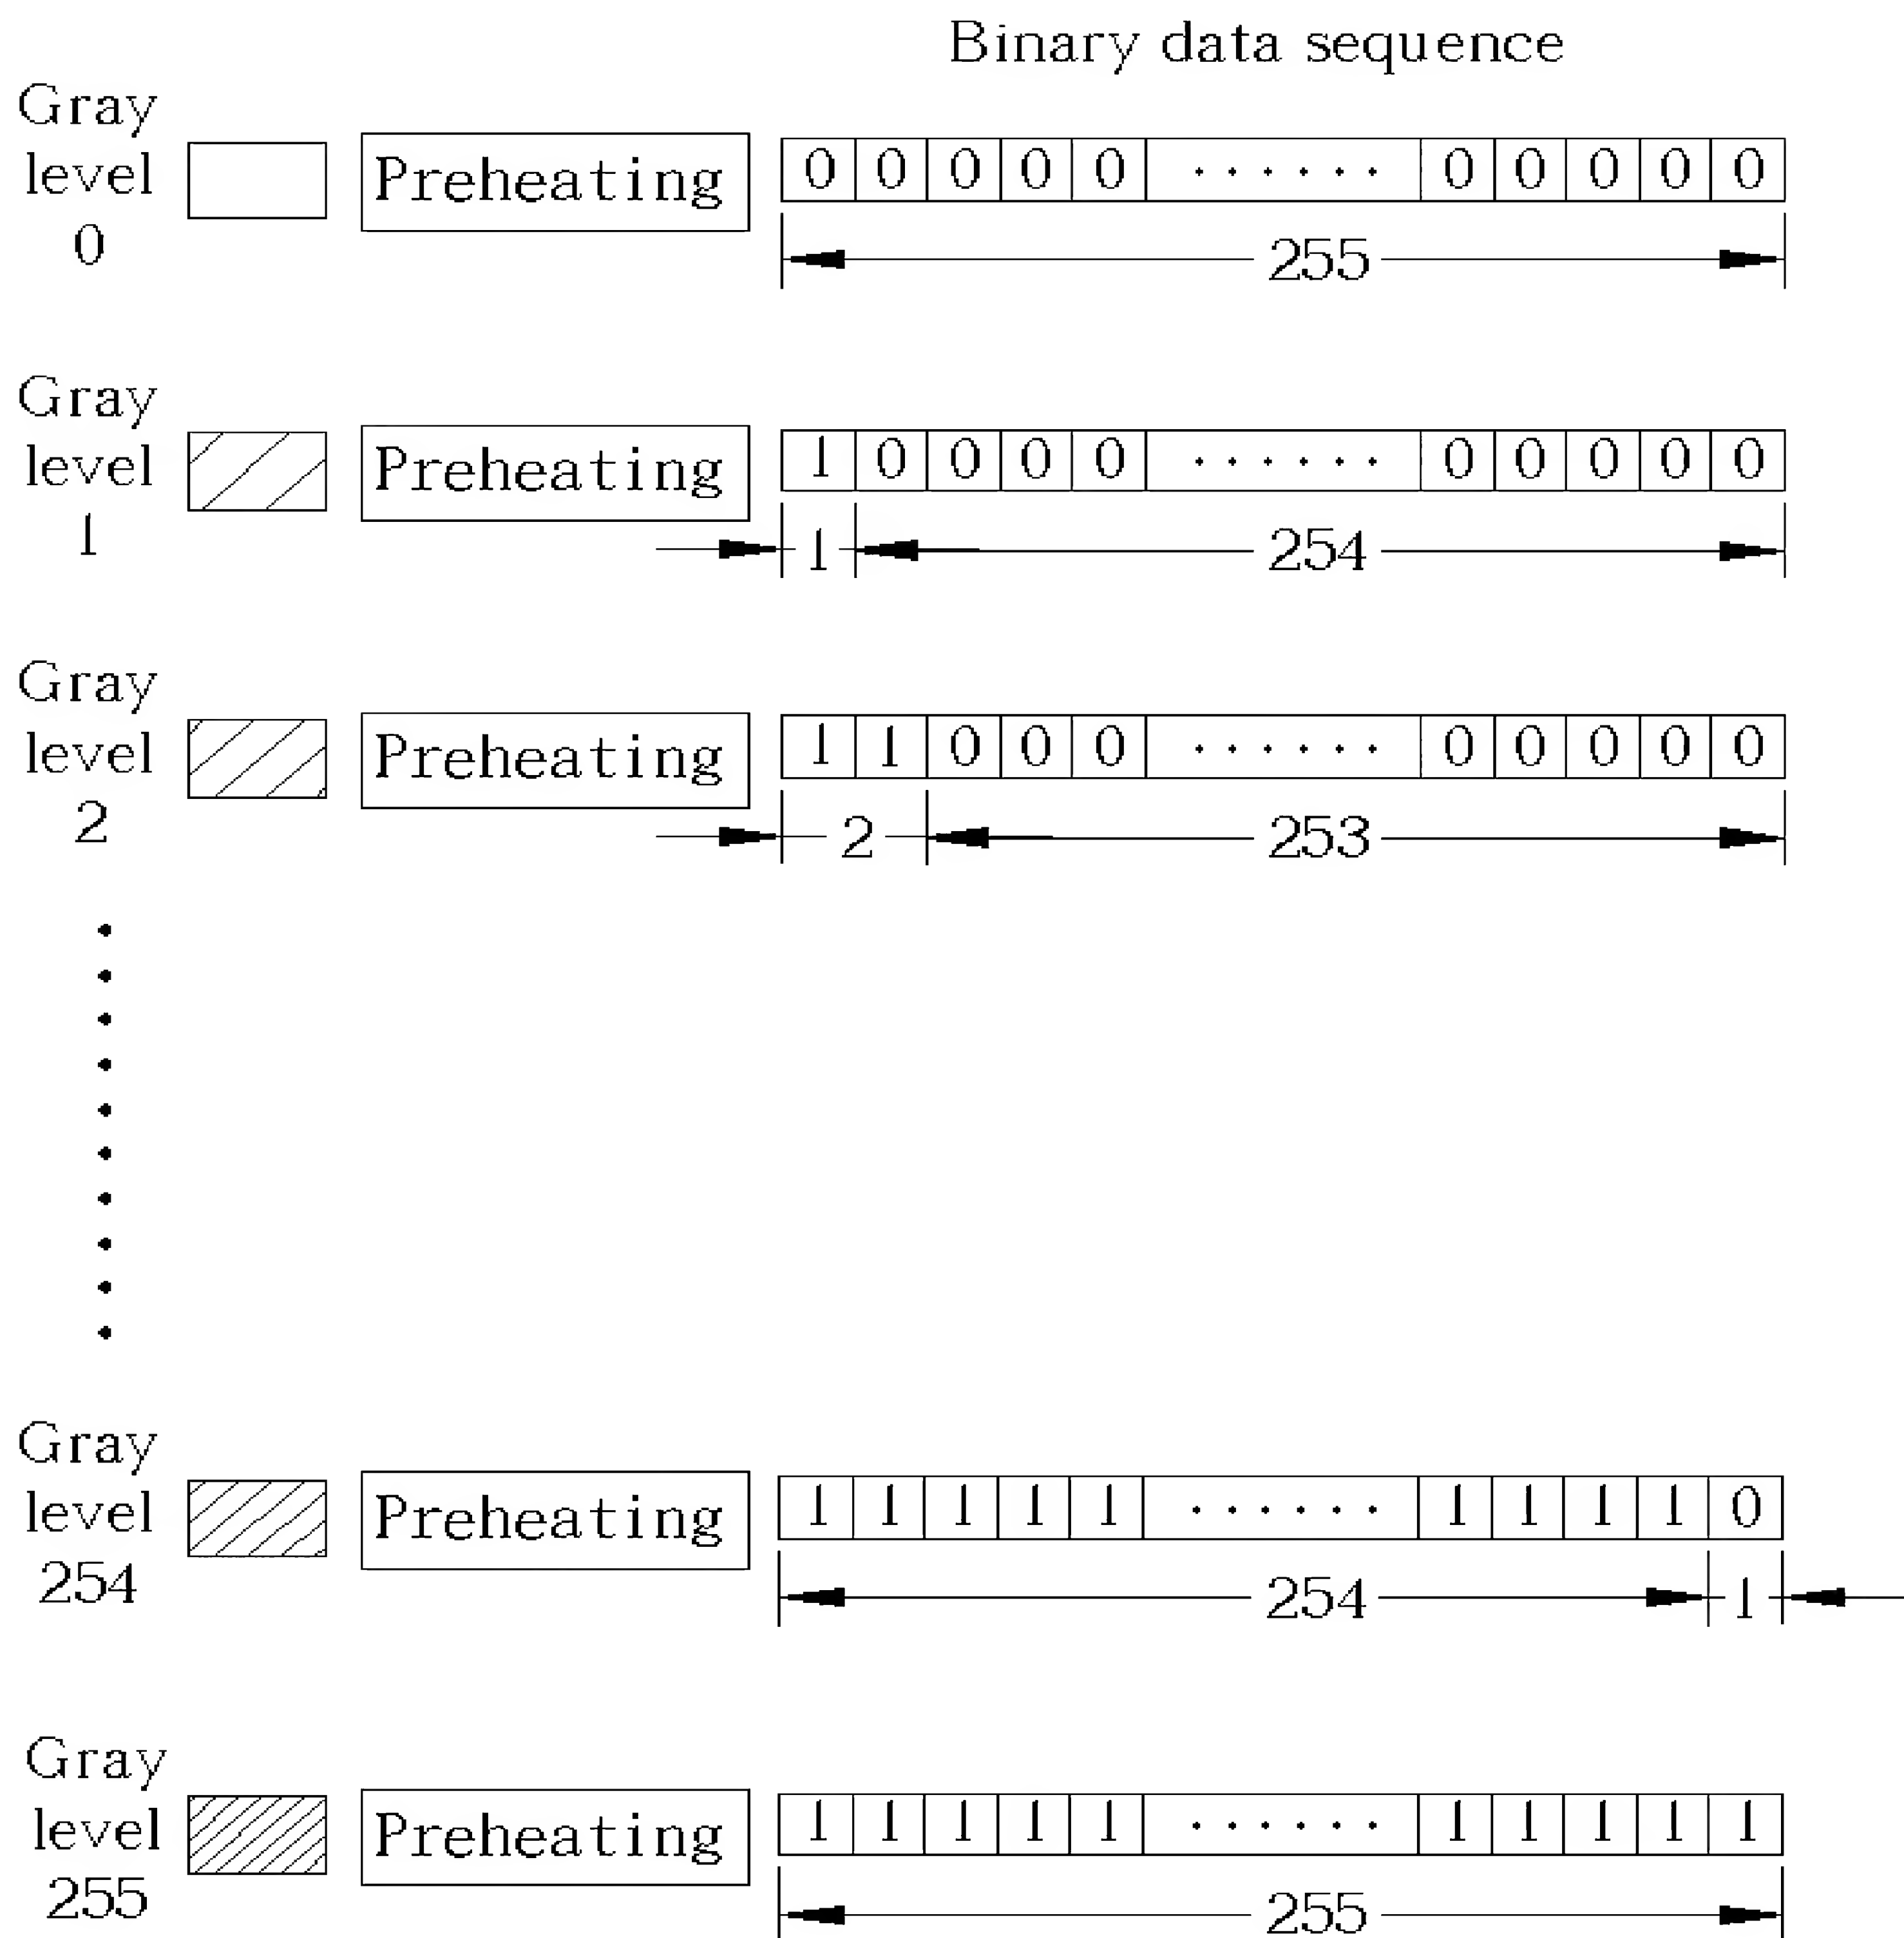 Binary data sequence
Gray
level
0
Preheating
0 0 0 0 0 ...... 0 0 0 0 0
255
Gray
level
1
Preheating
1 0 0 0 0 ...... 0 0 0 0 0
1 254
Gray
level
2
Preheating
1 1 0 0 0 ...... 0 0 0 0 0
2 253
Gray
level
254
Preheating
1 1 1 1 1 ...... 1 1 1 1 0
254 1
Gray
level
255
Preheating
1 1 1 1 1 ...... 1 1 1 1 1
255